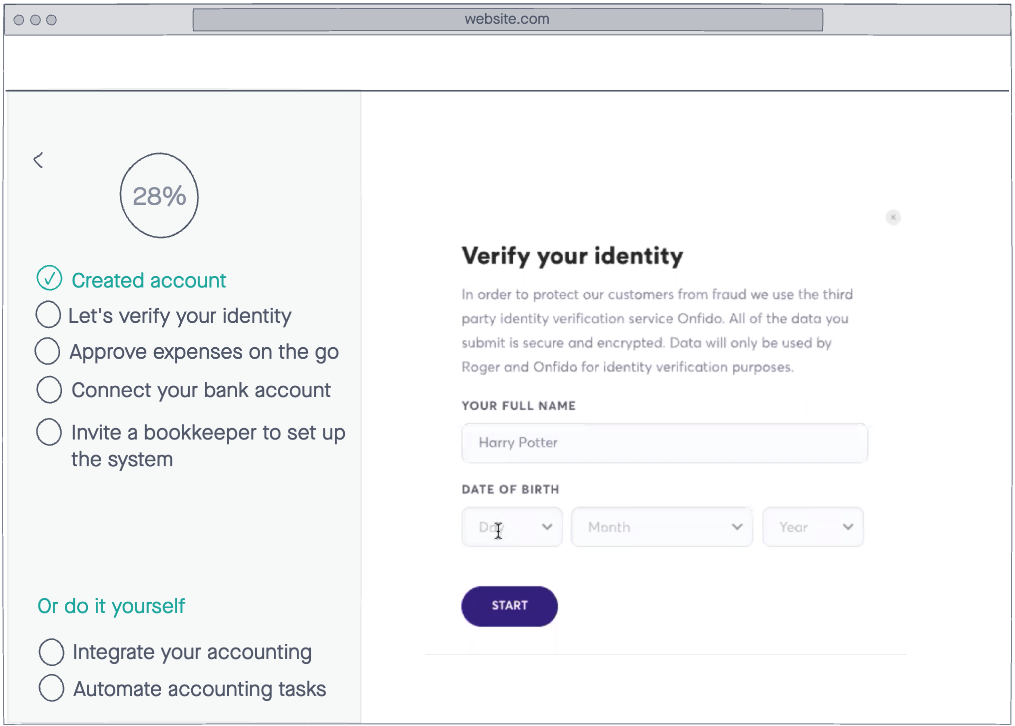 website.com
28%
Created account
Let's verify your identity
Approve expenses on the go
Connect your bank account
Invite a bookkeeper to set up
the system
Or do it yourself
Integrate your accounting
Automate accounting tasks
Verify your identity
In order to protect our customers from fraud we use the third
party identity verification service Onfido. All of the data you
submit is secure and encrypted. Data will only be used by
Roger and Onfido for identity verification purposes.
YOUR FULL NAME
Harry Potter
DATE OF BIRTH
Day Month Year
START